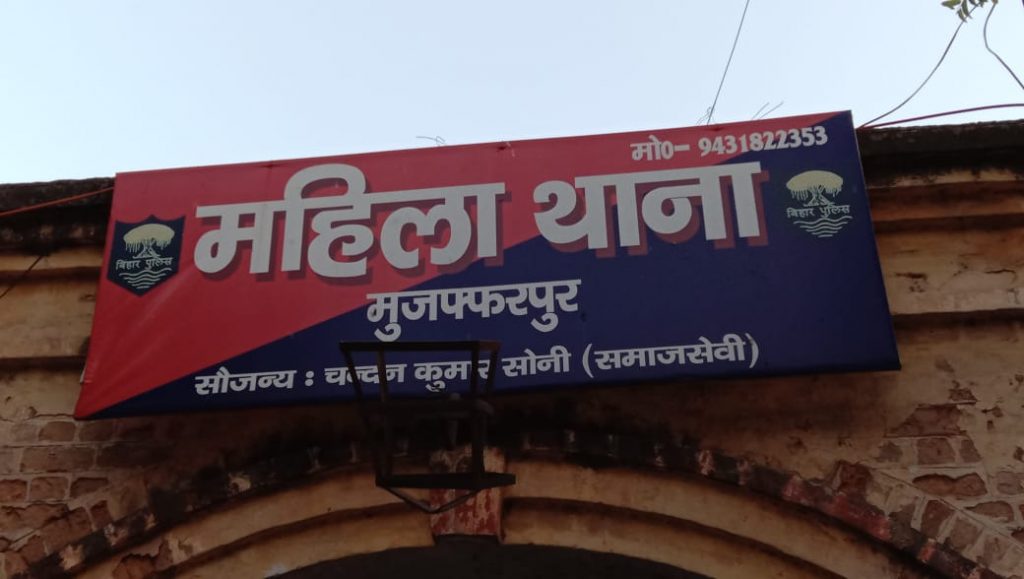 मो०- 9431822353
महिला थाना
बिहार पुलिस
बिहार पुलिस
मुजफ्फरपुर
सौजन्य : चन्दन कुमार सोनी (समाजसेवी)